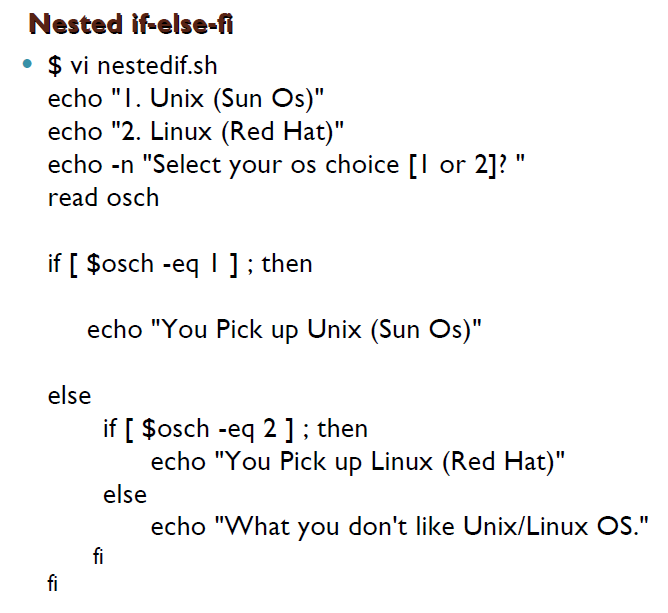 Nested if-else-fi
• $ vi nestedif.sh
echo "1. Unix (Sun Os)"
echo "2. Linux (Red Hat)"
echo -n "Select your os choice [1 or 2]? "
read osch
if [ $osch -eq 1 ] ; then
echo "You Pick up Unix (Sun Os)"
else
if [ $osch -eq 2 ] ; then
echo "You Pick up Linux (Red Hat)"
else
echo "What you don't like Unix/Linux OS."
fi
fi